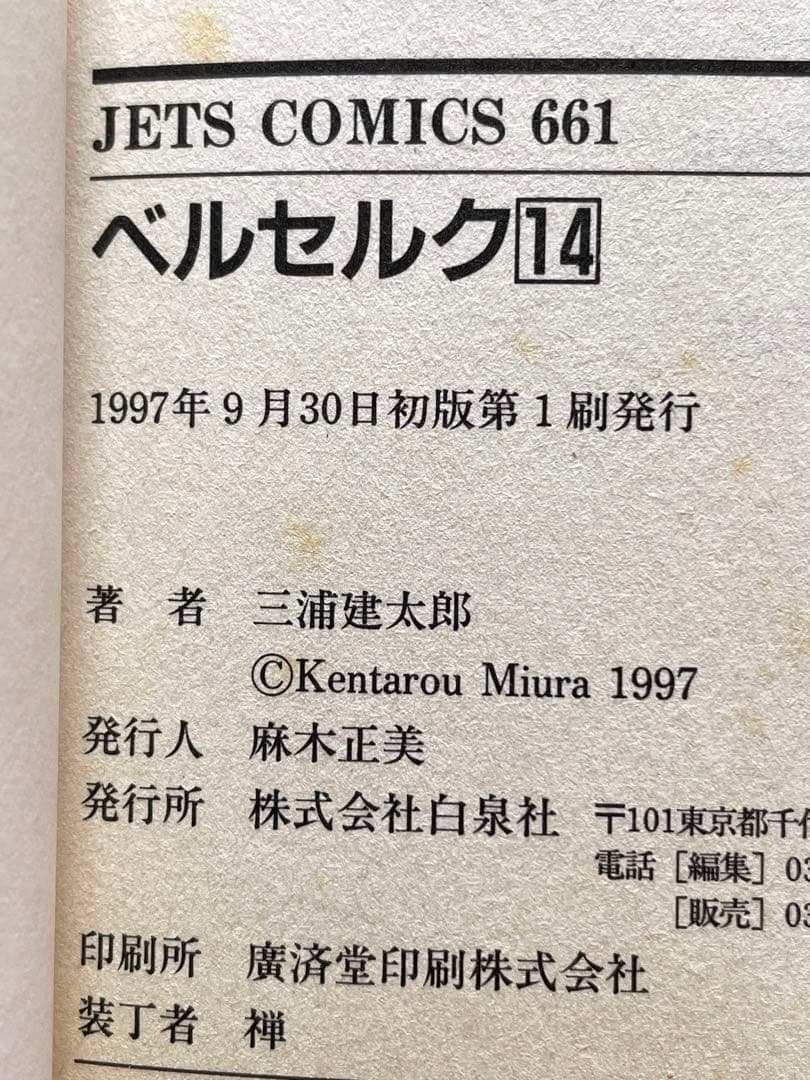 JETS COMICS 661
ベルセルク14
1997年9月30日初版第1刷発行
著者 三浦建太郎
©Kentarou Miura 1997
発行人 麻木正美
発行所 株式会社白泉社 〒101東京都千代
電話［編集］03
［販売］03
印刷所 廣済堂印刷株式会社
装丁者 禅